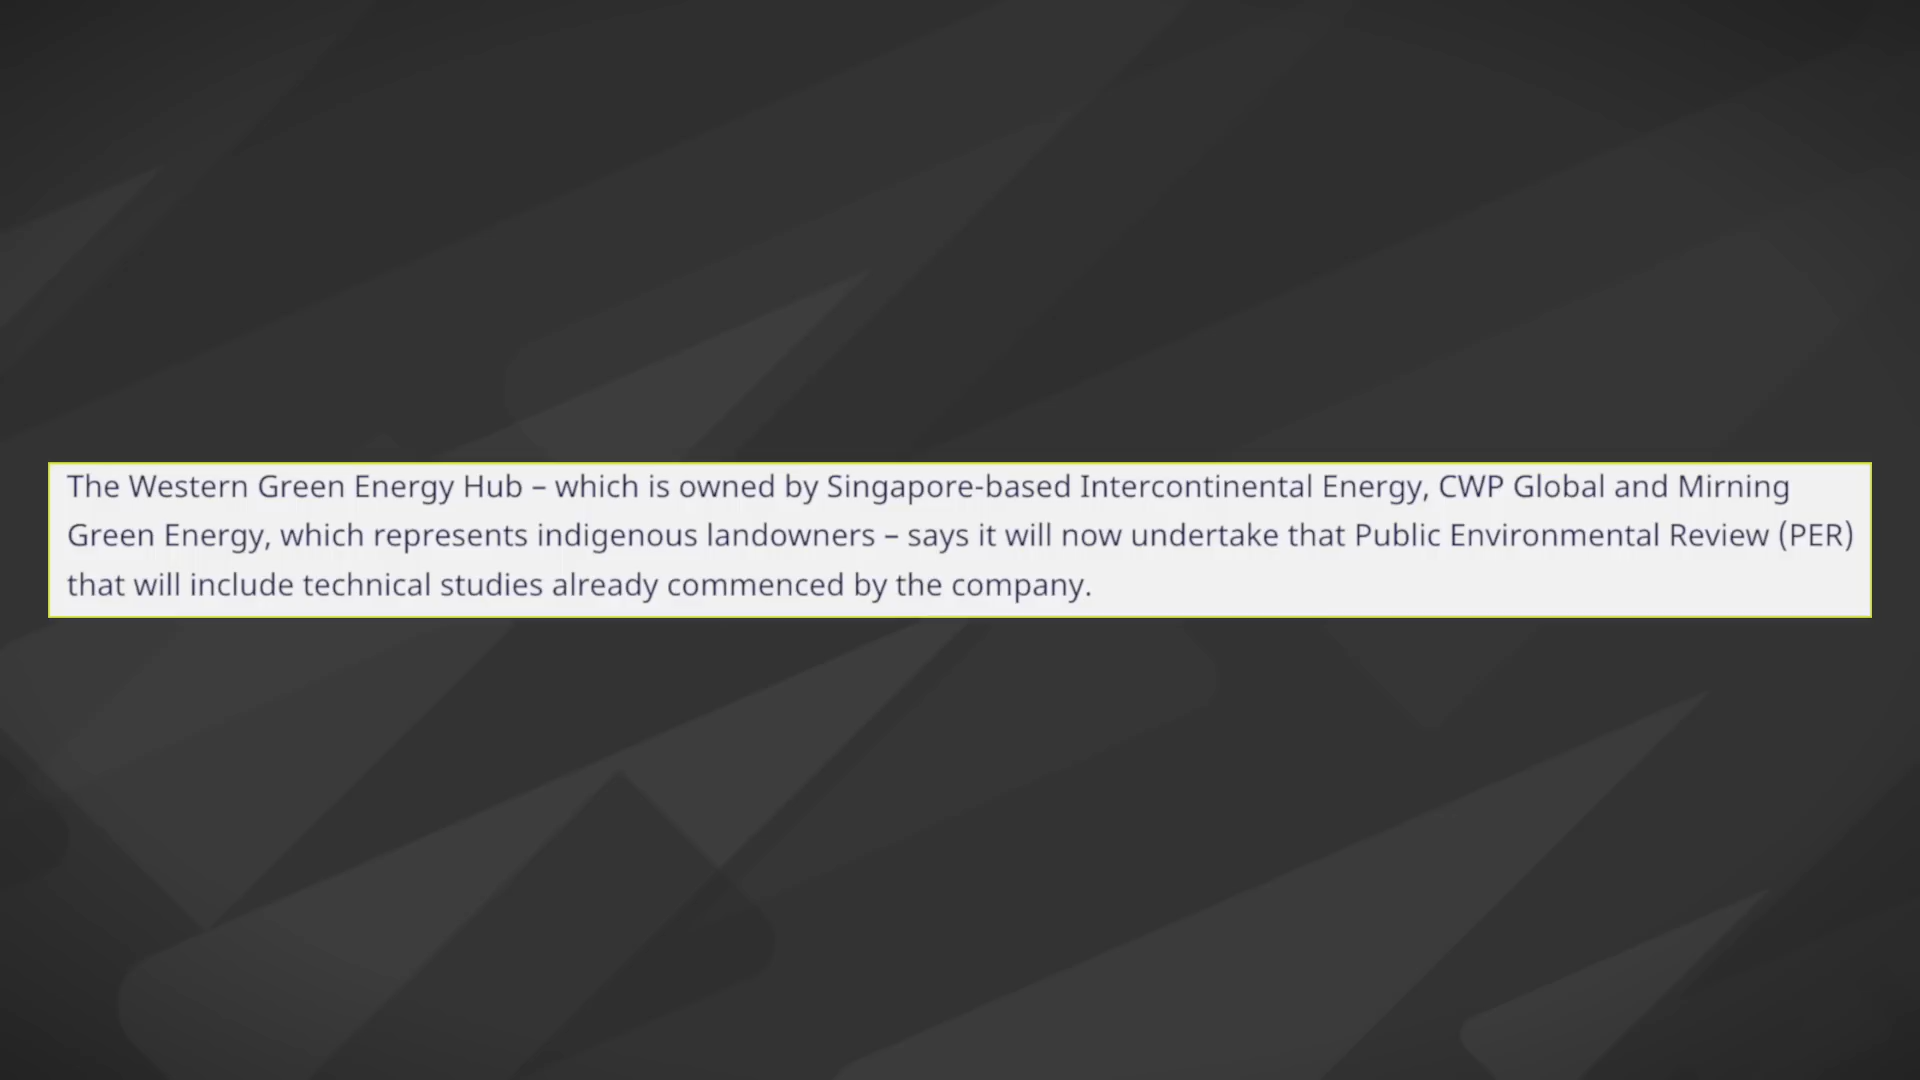 The Western Green Energy Hub – which is owned by Singapore-based Intercontinental Energy, CWP Global and Mirning
Green Energy, which represents indigenous landowners – says it will now undertake that Public Environmental Review (PER)
that will include technical studies already commenced by the company.